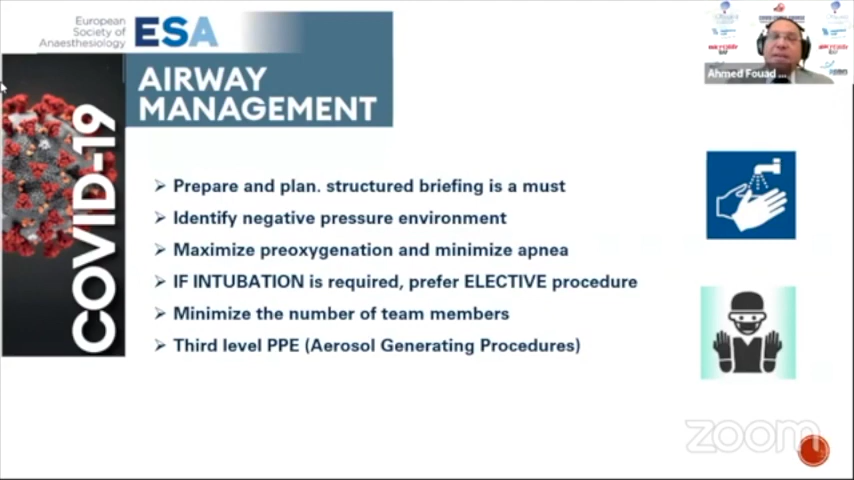 European
Society of
Anaesthesiology
ESA
AIRWAY
MANAGEMENT
COVID-19
Ahmed Fouad ...
➢ Prepare and plan. structured briefing is a must
➢ Identify negative pressure environment
➢ Maximize preoxygenation and minimize apnea
➢ IF INTUBATION is required, prefer ELECTIVE procedure
➢ Minimize the number of team members
➢ Third level PPE (Aerosol Generating Procedures)
zoom